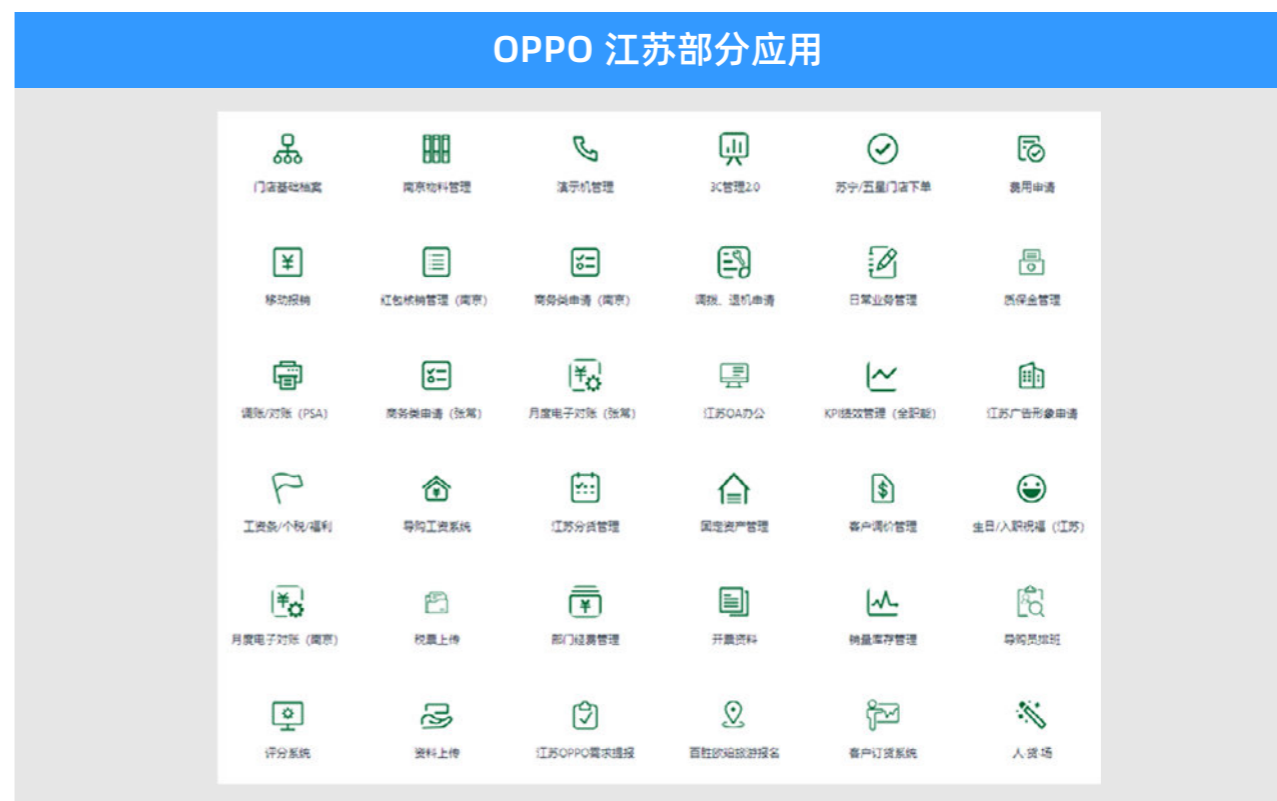 OPPO 江苏部分应用
门店基础档案 南京物料管理 演示机管理 3C管理2.0 苏宁/五星门店下单 费用申请
移动报销 红包核销管理（南京） 商务类申请（南京） 调拨、退机申请 日常业务管理 质保金管理
调账/对账（PSA） 商务类申请（张常） 月度电子对账（张常） 江苏OA办公 KPI绩效管理（全职能） 江苏广告形象申请
工资条/个税/福利 导购工资系统 江苏分货管理 固定资产管理 客户调价管理 生日/入职祝福（江苏）
月度电子对账（南京） 税票上传 部门经费管理 开票资料 销量库存管理 导购员排班
评分系统 资料上传 江苏OPPO需求提报 百胜欧珀旅游报名 客户订货系统 人·货·场